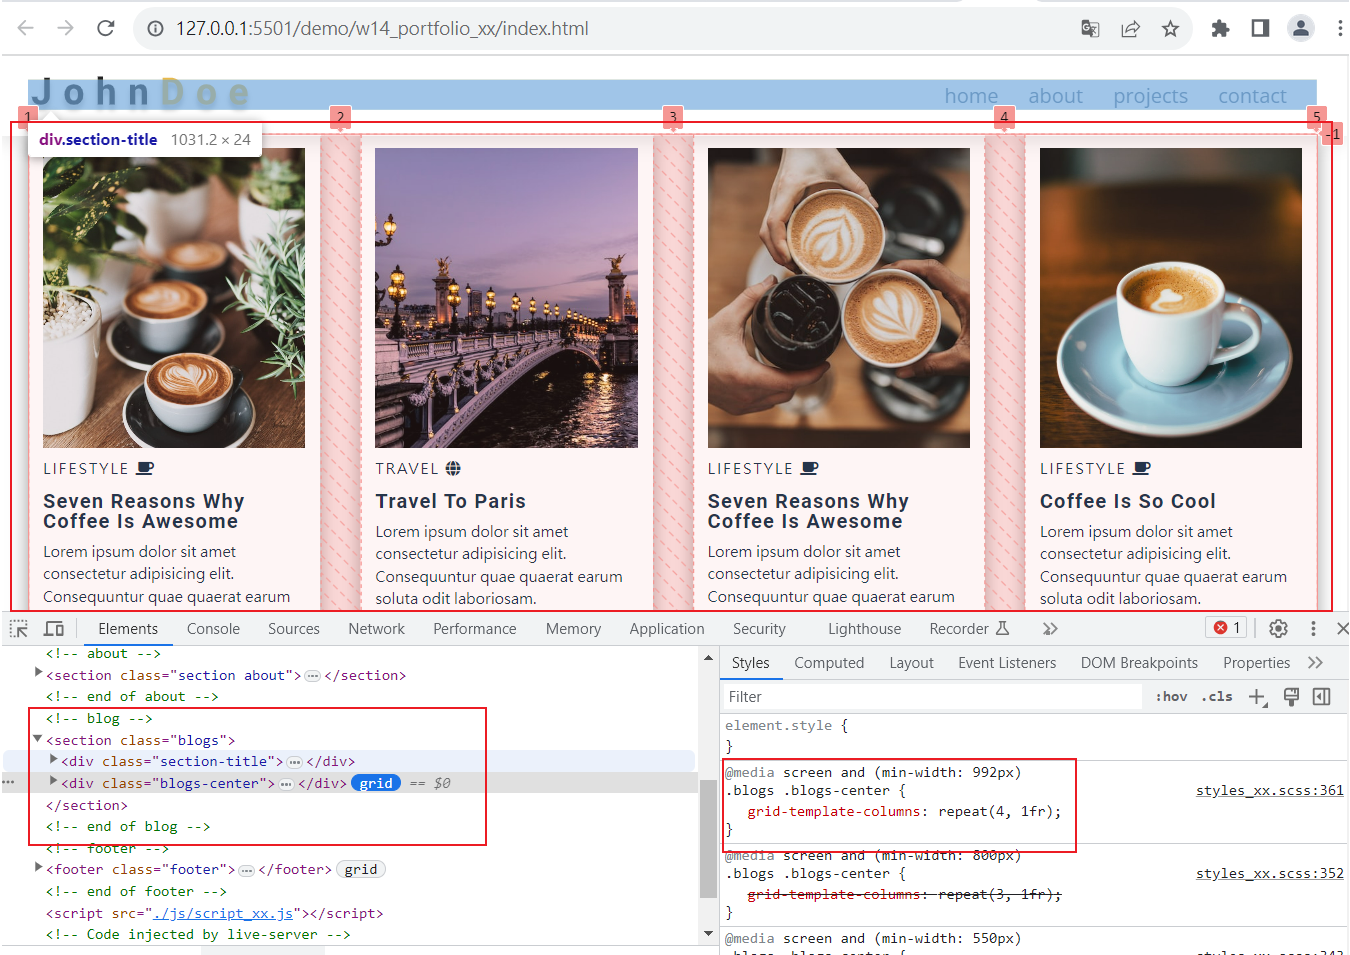 127.0.0.1:5501/demo/w14_portfolio_xx/index.html
JohnDoe
home about projects contact
1 2 3 4 5
-1
div.section-title 1031.2 × 24
LIFESTYLE
Seven Reasons Why
Coffee Is Awesome
Lorem ipsum dolor sit amet
consectetur adipisicing elit.
Consequuntur quae quaerat earum
TRAVEL
Travel To Paris
Lorem ipsum dolor sit amet
consectetur adipisicing elit.
Consequuntur quae quaerat earum
soluta odit laboriosam.
LIFESTYLE
Seven Reasons Why
Coffee Is Awesome
Lorem ipsum dolor sit amet
consectetur adipisicing elit.
Consequuntur quae quaerat earum
LIFESTYLE
Coffee Is So Cool
Lorem ipsum dolor sit amet
consectetur adipisicing elit.
Consequuntur quae quaerat earum
soluta odit laboriosam.
Elements Console Sources Network Performance Memory Application Security Lighthouse Recorder 1
<!-- about -->
<section class="section about">…</section>
<!-- end of about -->
<!-- blog -->
<section class="blogs">
<div class="section-title">…</div>
<div class="blogs-center">…</div> grid == $0
</section>
<!-- end of blog -->
<!-- footer -->
<footer class="footer">…</footer> grid
<!-- end of footer -->
<script src="./js/script_xx.js"></script>
<!-- Code injected by live-server -->
Styles Computed Layout Event Listeners DOM Breakpoints Properties
Filter :hov .cls
element.style {
}
@media screen and (min-width: 992px)
.blogs .blogs-center { styles_xx.scss:361
grid-template-columns: repeat(4, 1fr);
}
@media screen and (min-width: 800px)
.blogs .blogs-center { styles_xx.scss:352
grid-template-columns: repeat(3, 1fr);
}
@media screen and (min-width: 550px)
.blogs .blogs-center { styles_xx.scss:343